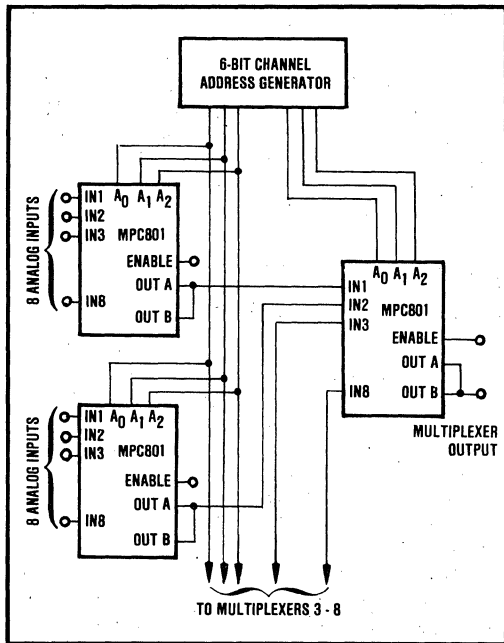 6-BIT CHANNEL
ADDRESS GENERATOR
8 ANALOG INPUTS
IN1
IN2
IN3
IN8
A0 A1 A2
MPC801
ENABLE
OUT A
OUT B
8 ANALOG INPUTS
IN1
IN2
IN3
IN8
A0 A1 A2
MPC801
ENABLE
OUT A
OUT B
A0 A1 A2
IN1
IN2
IN3
IN8
MPC801
ENABLE
OUT A
OUT B
MULTIPLEXER
OUTPUT
TO MULTIPLEXERS 3 - 8